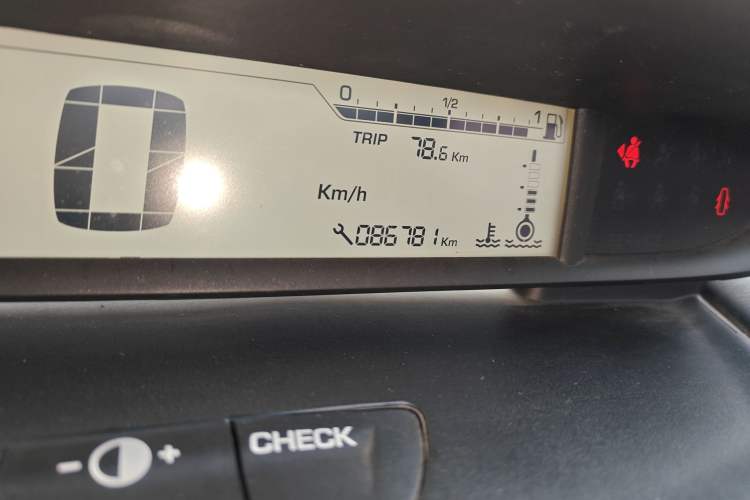 0 1/2 1
TRIP 78.6 Km
0 Km/h
086781 Km
- +
CHECK